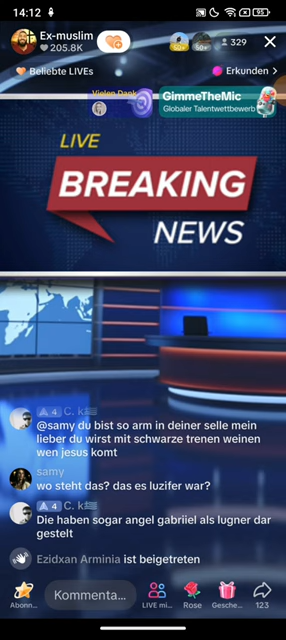 14:12
95
Ex-muslim
205.8K
50+
50+
329
Beliebte LIVEs
Erkunden
Vielen Dank
GimmeTheMic
Globaler Talentwettbewerb
LIVE
BREAKING
NEWS
4 C. k
@samy du bist so arm in deiner selle mein
lieber du wirst mit schwarze trenen weinen
wen jesus komt
samy
wo steht das? das es luzifer war?
4 C. k
Die haben sogar angel gabriiel als lugner dar
gestelt
Ezidxan Arminia ist beigetreten
Abonn...
Kommenta...
LIVE mi...
Rose
Gesche...
123